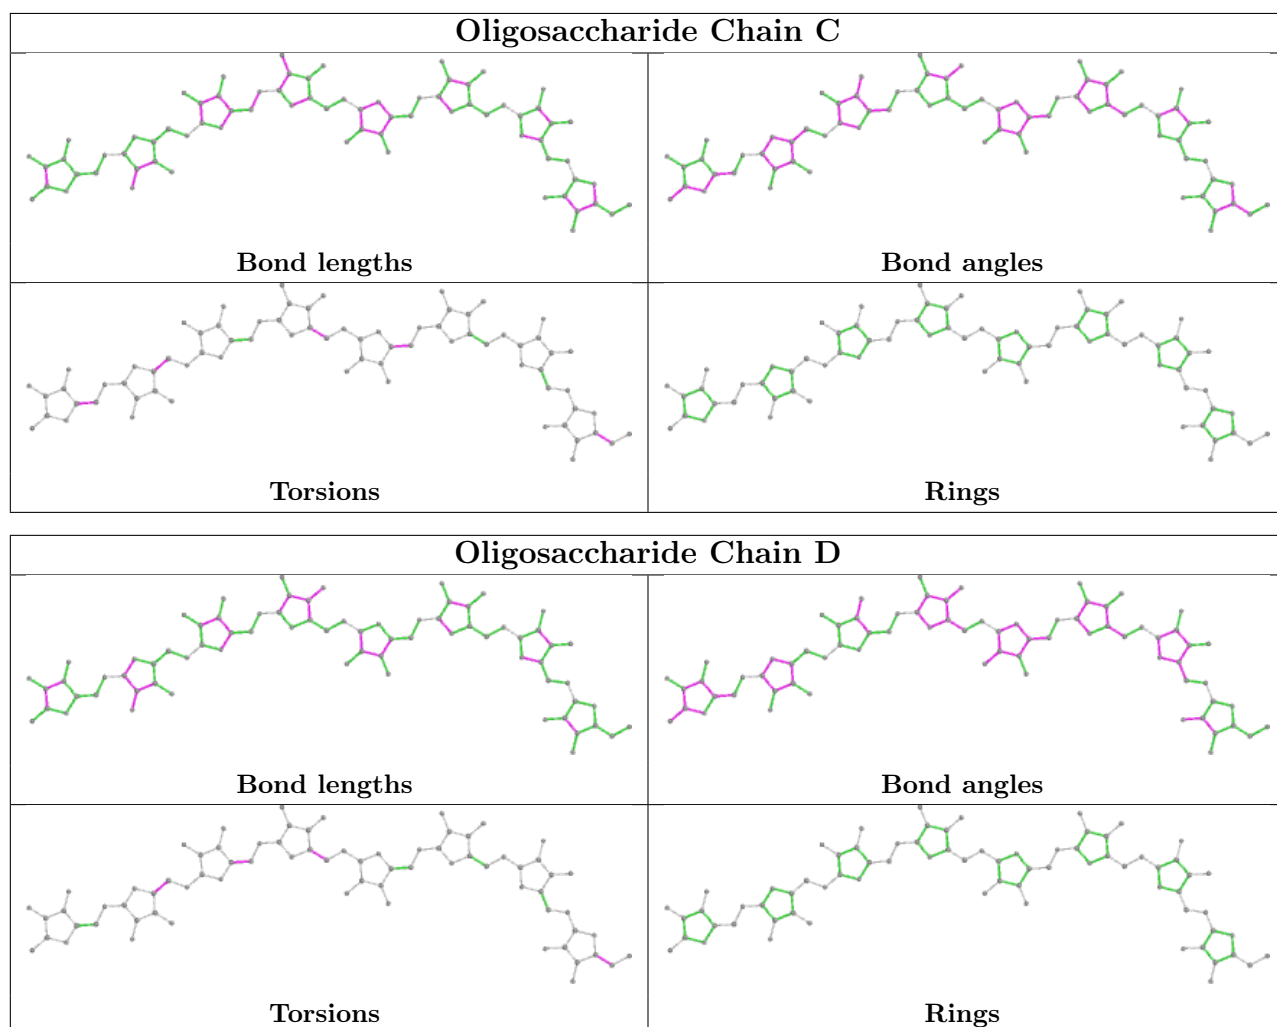 Oligosaccharide Chain C
Bond lengths
Bond angles
Torsions
Rings
Oligosaccharide Chain D
Bond lengths
Bond angles
Torsions
Rings